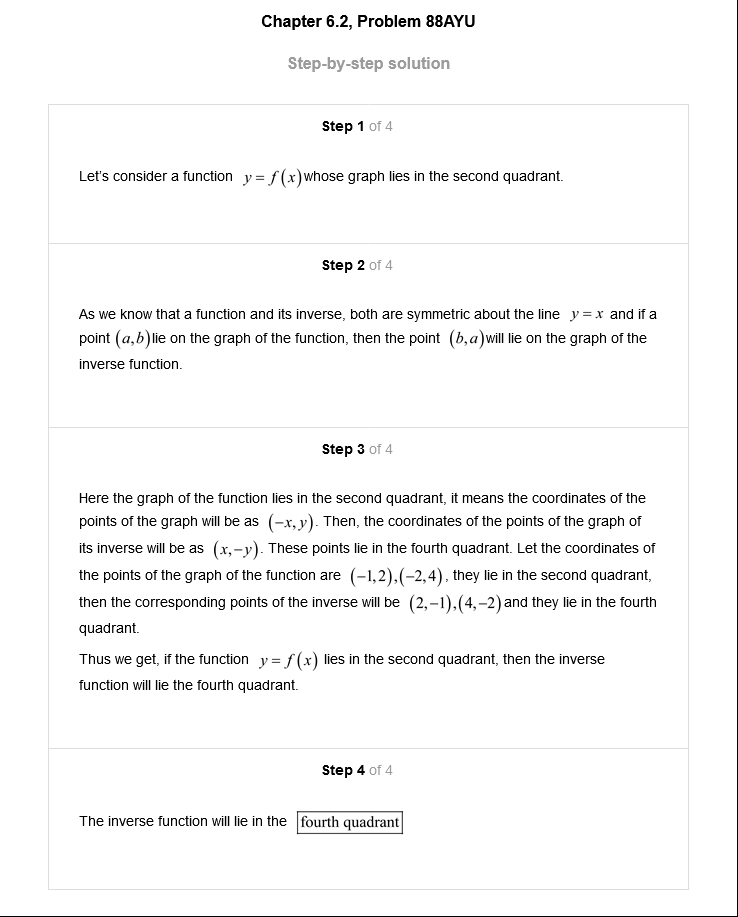 Chapter 6.2, Problem 88AYU
Step-by-step solution
Step 1 of 4
Let's consider a function y = f(x) whose graph lies in the second quadrant.
Step 2 of 4
As we know that a function and its inverse, both are symmetric about the line y = x and if a
point (a,b) lie on the graph of the function, then the point (b,a) will lie on the graph of the
inverse function.
Step 3 of 4
Here the graph of the function lies in the second quadrant, it means the coordinates of the
points of the graph will be as (−x, y). Then, the coordinates of the points of the graph of
its inverse will be as (x,−y). These points lie in the fourth quadrant. Let the coordinates of
the points of the graph of the function are (−1,2),(−2,4), they lie in the second quadrant,
then the corresponding points of the inverse will be (2,−1),(4,−2) and they lie in the fourth
quadrant.
Thus we get, if the function y = f(x) lies in the second quadrant, then the inverse
function will lie the fourth quadrant.
Step 4 of 4
The inverse function will lie in the fourth quadrant